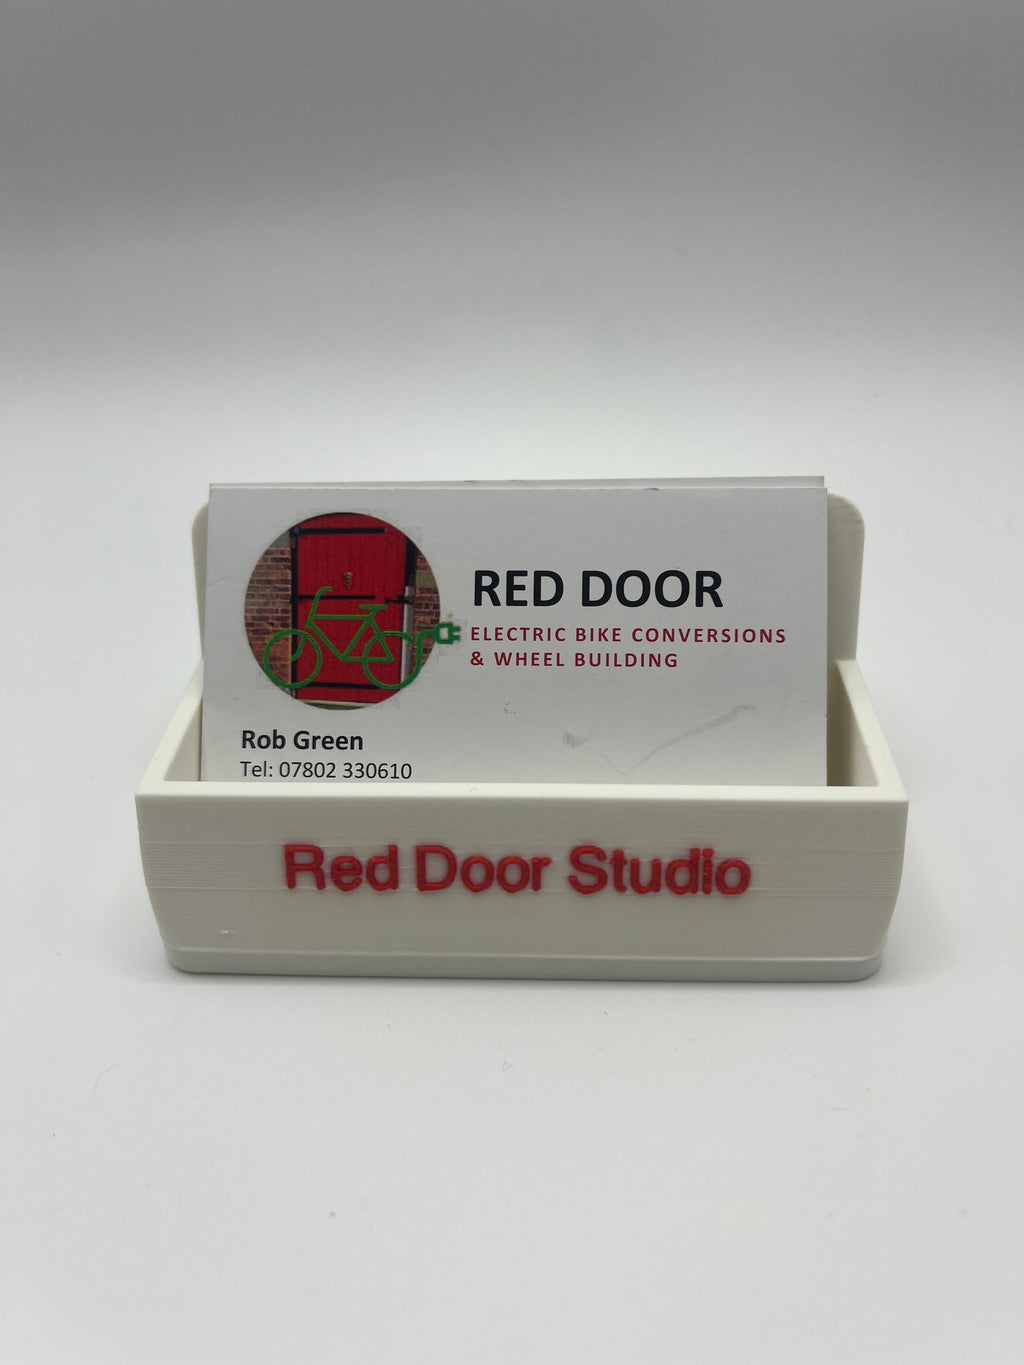 RED DOOR
ELECTRIC BIKE CONVERSIONS
& WHEEL BUILDING
Rob Green
Tel: 07802 330610
Red Door Studio